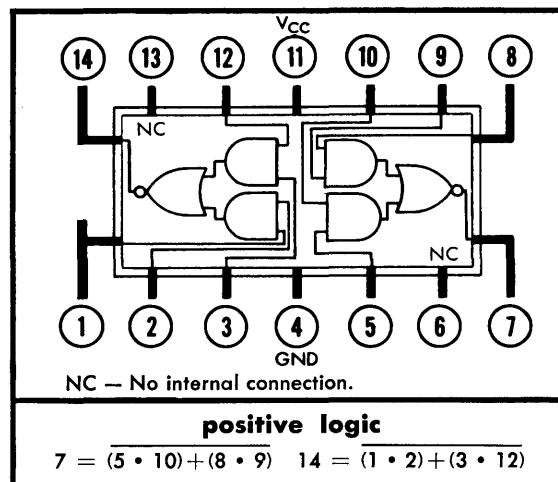 VCC
14 13 12 11 10 9 8
NC
NC
1 2 3 4 5 6 7
GND
NC — No internal connection.
positive logic
7 = (5 • 10) + (8 • 9) 14 = (1 • 2) + (3 • 12)